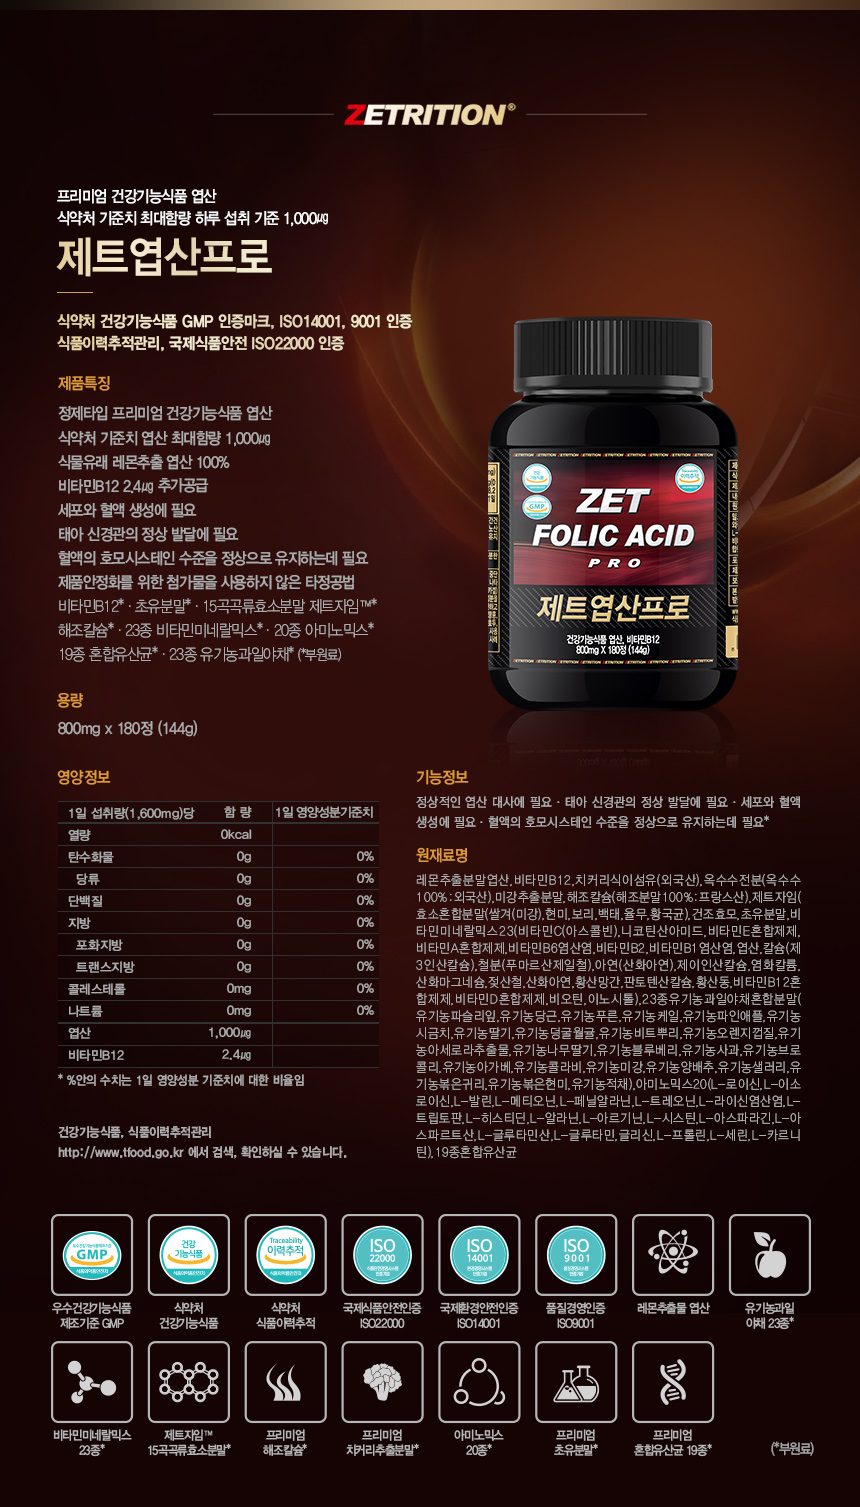 ZETRITION®
프리미엄 건강기능식품 엽산
식약처 기준치 최대함량 하루 섭취 기준 1,000㎍
제트엽산프로
식약처 건강기능식품 GMP 인증마크, ISO14001, 9001 인증
식품이력추적관리, 국제식품안전 ISO22000 인증
제품특징
정제타입 프리미엄 건강기능식품 엽산
식약처 기준치 엽산 최대함량 1,000㎍
식물유래 레몬추출 엽산 100%
비타민B12 2.4㎍ 추가공급
세포와 혈액 생성에 필요
태아 신경관의 정상 발달에 필요
혈액의 호모시스테인 수준을 정상으로 유지하는데 필요
제품안정화를 위한 첨가물을 사용하지 않은 타정공법
비타민B12* · 초유분말* · 15곡곡류효소분말 제트자임™*
해조칼슘* · 23종 비타민미네랄믹스* · 20종 아미노믹스*
19종 혼합유산균* · 23종 유기농과일야채* (*부원료)
용량
800mg x 180정 (144g)
건강
기능식품
GMP
Traceability
이력추적
ZET
FOLIC ACID
PRO
제트엽산프로
건강기능식품 엽산, 비타민B12
800mg X 180정 (144g)
영양정보
1일 섭취량(1,600mg)당 함 량 1일 영양성분기준치
열량 0kcal
탄수화물 0g 0%
당류 0g 0%
단백질 0g 0%
지방 0g 0%
포화지방 0g 0%
트랜스지방 0g 0%
콜레스테롤 0mg 0%
나트륨 0mg 0%
엽산 1,000㎍
비타민B12 2.4㎍
* %안의 수치는 1일 영양성분 기준치에 대한 비율임
건강기능식품, 식품이력추적관리
http://www.tfood.go.kr 에서 검색, 확인하실 수 있습니다.
기능정보
정상적인 엽산 대사에 필요 · 태아 신경관의 정상 발달에 필요 · 세포와 혈액
생성에 필요 · 혈액의 호모시스테인 수준을 정상으로 유지하는데 필요*
원재료명
레몬추출분말엽산,비타민B12,치커리식이섬유(외국산),옥수수전분(옥수수
100%:외국산),미강추출분말,해조칼슘(해조분말100%:프랑스산),제트자임(
효소혼합분말(쌀겨(미강),현미,보리,백태,율무,황국균),건조효모,초유분말,비
타민미네랄믹스23(비타민C(아스콜빈),니코틴산아미드,비타민E혼합제제,
비타민A혼합제제,비타민B6염산염,비타민B2,비타민B1염산염,엽산,칼슘(제
3인산칼슘),철분(푸마르산제일철),아연(산화아연),제이인산칼슘,염화칼륨,
산화마그네슘,젖산철,산화아연,황산망간,판토텐산칼슘,황산동,비타민B12혼
합제제,비타민D혼합제제,비오틴,이노시톨),23종유기농과일야채혼합분말(
유기농파슬리잎,유기농당근,유기농푸른,유기농케일,유기농파인애플,유기농
시금치,유기농딸기,유기농덩굴월귤,유기농비트뿌리,유기농오렌지껍질,유기
농아세로라추출물,유기농나무딸기,유기농블루베리,유기농사과,유기농브로
콜리,유기농아가베,유기농콜라비,유기농미강,유기농양배추,유기농샐러리,유기
농볶은귀리,유기농볶은현미,유기농적채),아미노믹스20(L-로이신,L-이소
로이신,L-발린,L-메티오닌,L-페닐알라닌,L-트레오닌,L-라이신염산염,L-
트립토판,L-히스티딘,L-알라닌,L-아르기닌,L-시스틴,L-아스파라긴,L-아
스파르트산,L-글루타민산,L-글루타민,글리신,L-프롤린,L-세린,L-카르니
틴),19종혼합유산균
GMP
건강
기능식품
Traceability
이력추적
ISO
22000
ISO
14001
ISO
9001
우수건강기능식품
제조기준 GMP
식약처
건강기능식품
식약처
식품이력추적
국제식품안전인증
ISO22000
국제환경안전인증
ISO14001
품질경영인증
ISO9001
레몬추출물 엽산
유기농과일
야채 23종*
비타민미네랄믹스
23종*
제트자임™
15곡곡류효소분말*
프리미엄
해조칼슘*
프리미엄
치커리추출분말*
아미노믹스
20종*
프리미엄
초유분말*
프리미엄
혼합유산균 19종*
(*부원료)